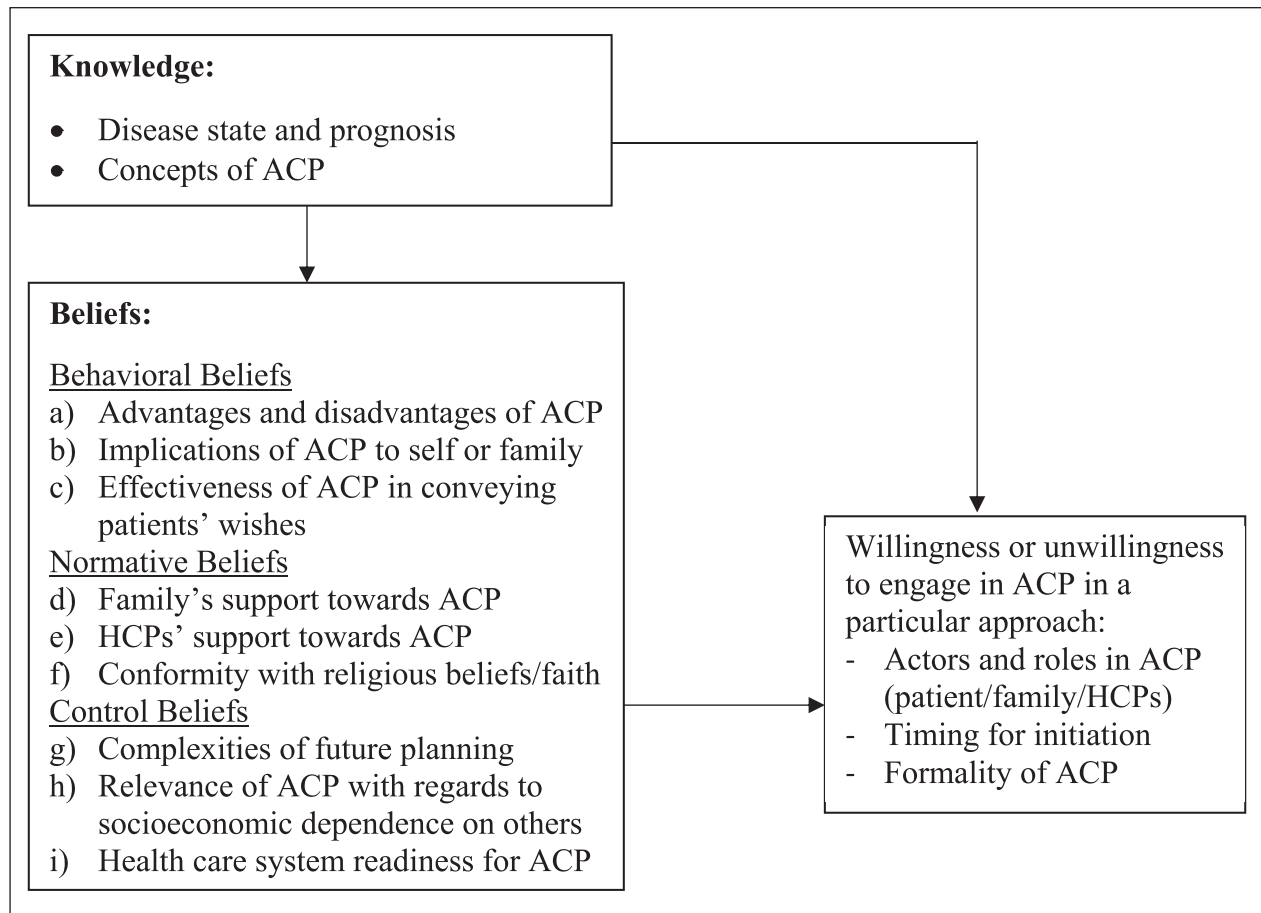 Knowledge:
• Disease state and prognosis
• Concepts of ACP
Beliefs:
Behavioral Beliefs
a) Advantages and disadvantages of ACP
b) Implications of ACP to self or family
c) Effectiveness of ACP in conveying
patients’ wishes
Normative Beliefs
d) Family’s support towards ACP
e) HCPs’ support towards ACP
f) Conformity with religious beliefs/faith
Control Beliefs
g) Complexities of future planning
h) Relevance of ACP with regards to
socioeconomic dependence on others
i) Health care system readiness for ACP
Willingness or unwillingness
to engage in ACP in a
particular approach:
- Actors and roles in ACP
(patient/family/HCPs)
- Timing for initiation
- Formality of ACP